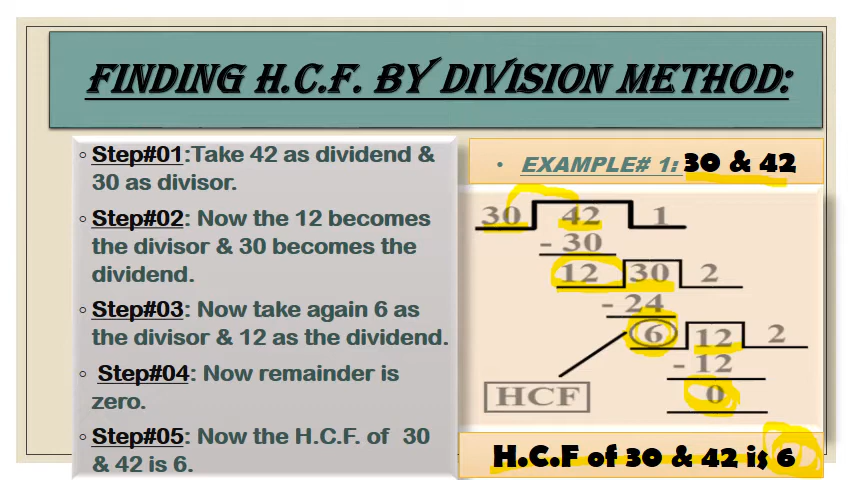 FINDING H.C.F. BY DIVISION METHOD:
◦ Step#01:Take 42 as dividend &
30 as divisor.
◦ Step#02: Now the 12 becomes
the divisor & 30 becomes the
dividend.
◦ Step#03: Now take again 6 as
the divisor & 12 as the dividend.
◦ Step#04: Now remainder is
zero.
◦ Step#05: Now the H.C.F. of 30
& 42 is 6.
• EXAMPLE# 1: 30 & 42
30 42 1
- 30
12 30 2
- 24
6 12 2
- 12
0
HCF
H.C.F of 30 & 42 is 6